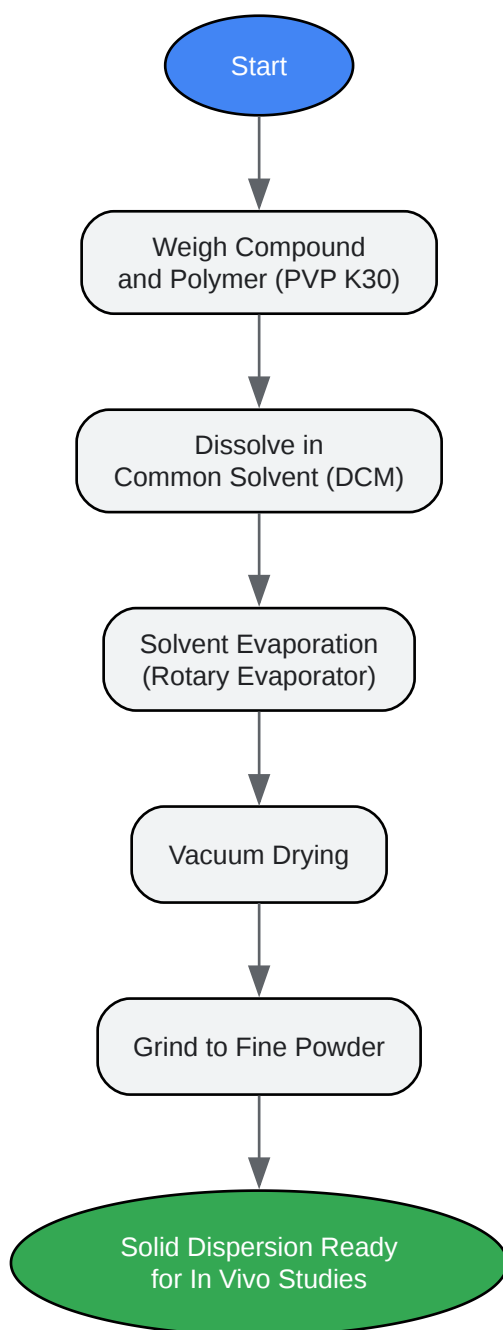 Start
Weigh Compound
and Polymer (PVP K30)
Dissolve in
Common Solvent (DCM)
Solvent Evaporation
(Rotary Evaporator)
Vacuum Drying
Grind to Fine Powder
Solid Dispersion Ready
for In Vivo Studies